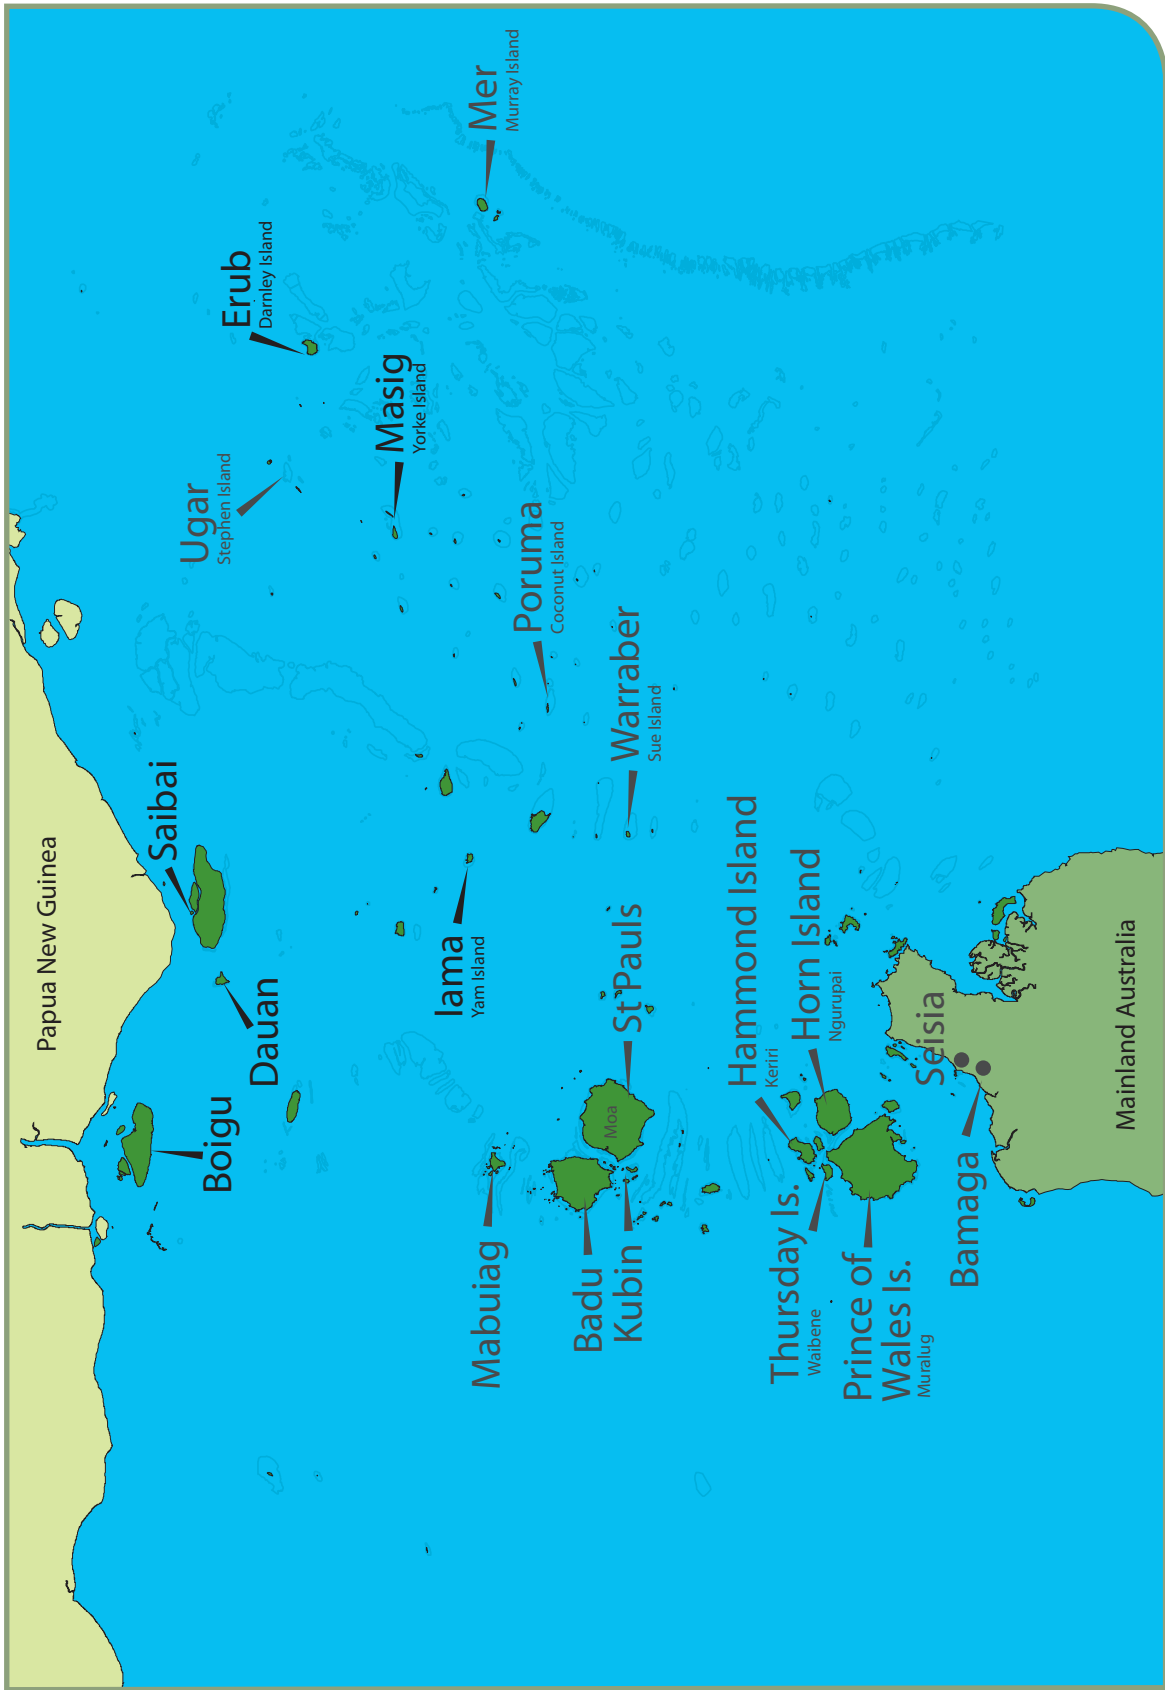 Papua New Guinea
Saibai
Boigu
Dauan
Ugar
Stephen Island
Erub
Darnley Island
Masig
Yorke Island
Iama
Yam Island
Mer
Murray Island
Mabuiag
Poruma
Coconut Island
Badu
Moa
Kubin
St Pauls
Warraber
Sue Island
Hammond Island
Keriri
Thursday Is.
Waibene
Horn Island
Ngurupai
Prince of
Wales Is.
Muralug
Seisia
Bamaga
Mainland Australia